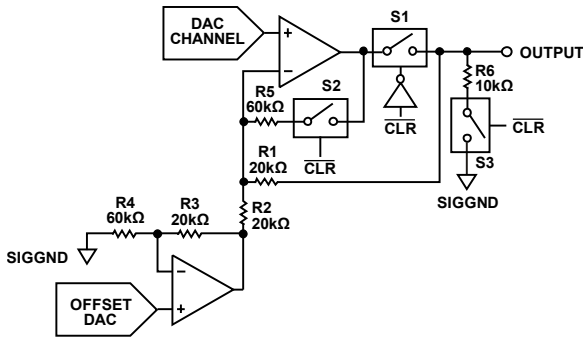 DAC
CHANNEL
+
−
S1
OUTPUT
R6
10kΩ
CLR
S3
SIGGND
R5
60kΩ
S2
CLR
CLR
R1
20kΩ
R4
60kΩ
R3
20kΩ
R2
20kΩ
SIGGND
−
+
OFFSET
DAC